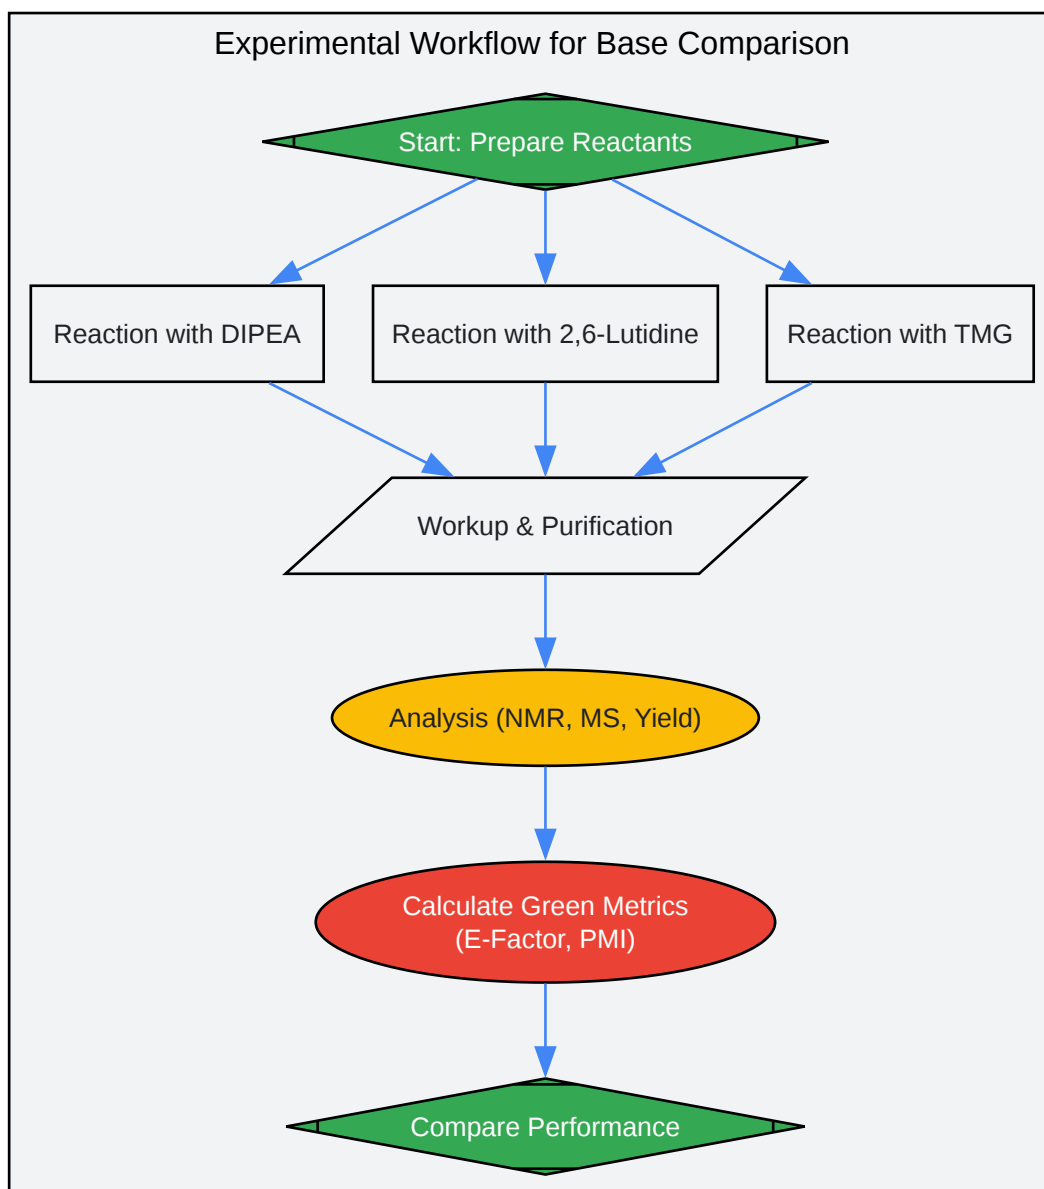 Experimental Workflow for Base Comparison
Start: Prepare Reactants
Reaction with DIPEA
Reaction with 2,6-Lutidine
Reaction with TMG
Workup & Purification
Analysis (NMR, MS, Yield)
Calculate Green Metrics
(E-Factor, PMI)
Compare Performance